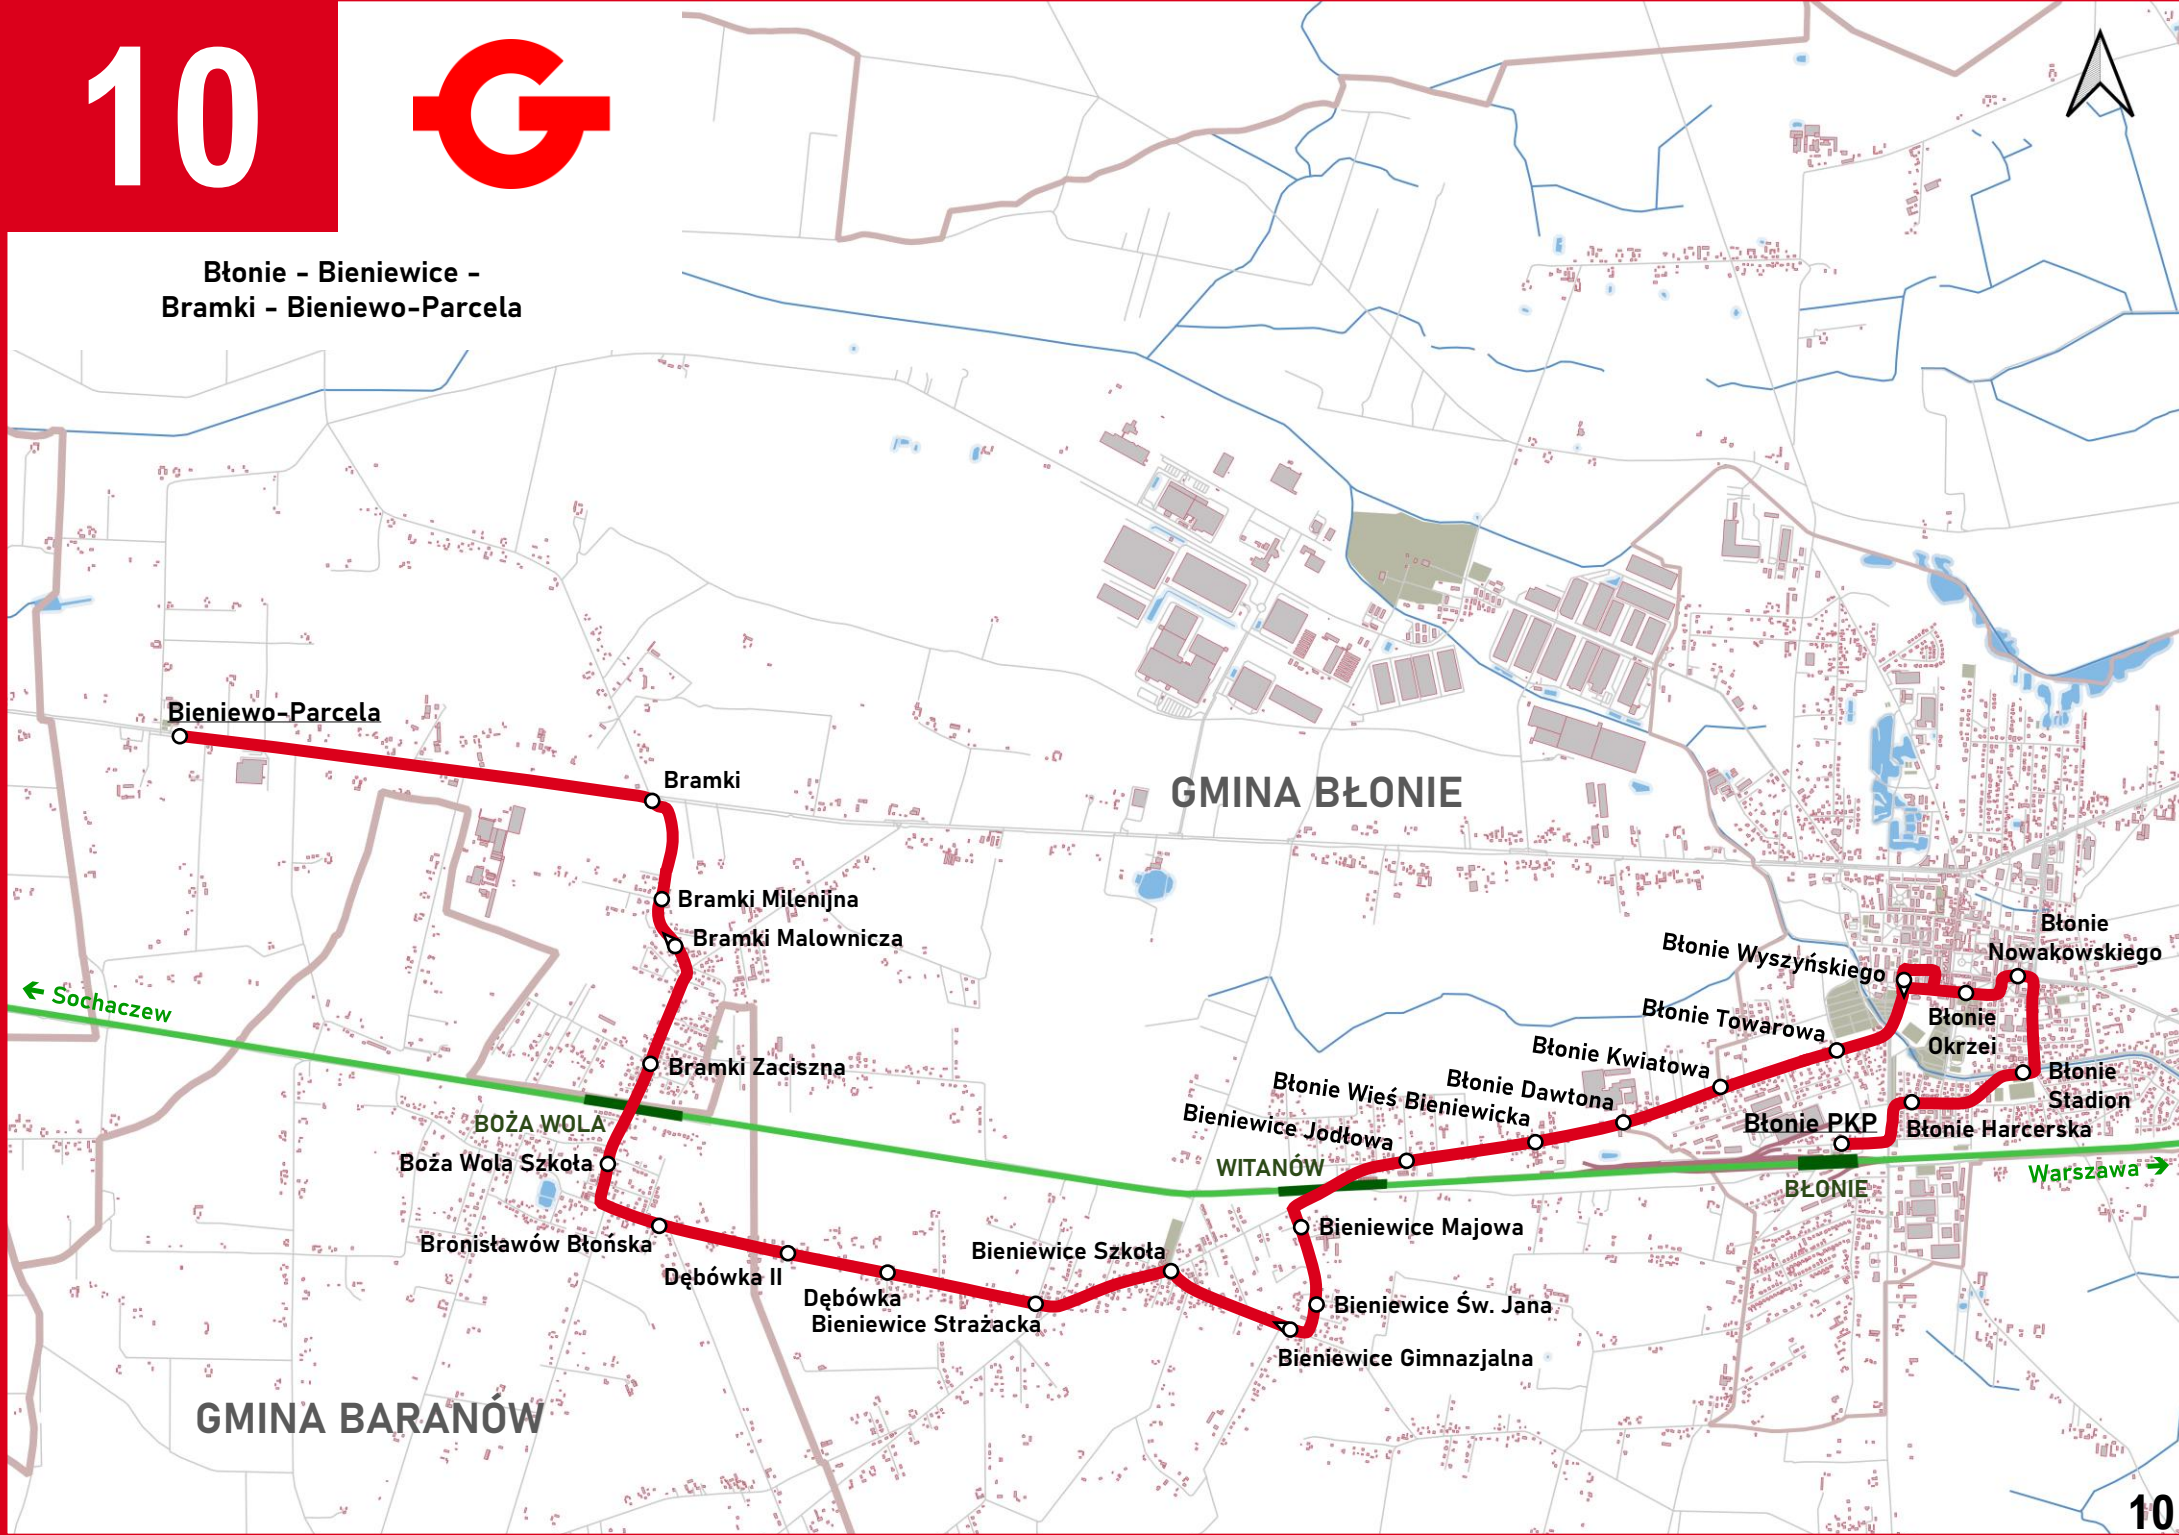 10
G
Błonie - Bieniewice -
Bramki - Bieniewo-Parcela
Bieniewo-Parcela
Bramki
GMINA BŁONIE
Bramki Milenijna
Bramki Malownicza
Błonie
Nowakowskiego
Błonie Wyszyńskiego
← Sochaczew
Błonie Towarowa
Błonie
Okrzei
Błonie Kwiatowa
Bramki Zaciszna
Błonie Dawtona
Błonie
Stadion
Błonie Wieś Bieniewicka
BOŻA WOLA
Bieniewice Jodłowa
Błonie PKP
Błonie Harcerska
Boża Wola Szkoła
WITANÓW
Warszawa →
BŁONIE
Bieniewice Majowa
Bronisławów Błońska
Bieniewice Szkoła
Dębówka II
Dębówka
Bieniewice Św. Jana
Bieniewice Strażacka
Bieniewice Gimnazjalna
GMINA BARANÓW
10